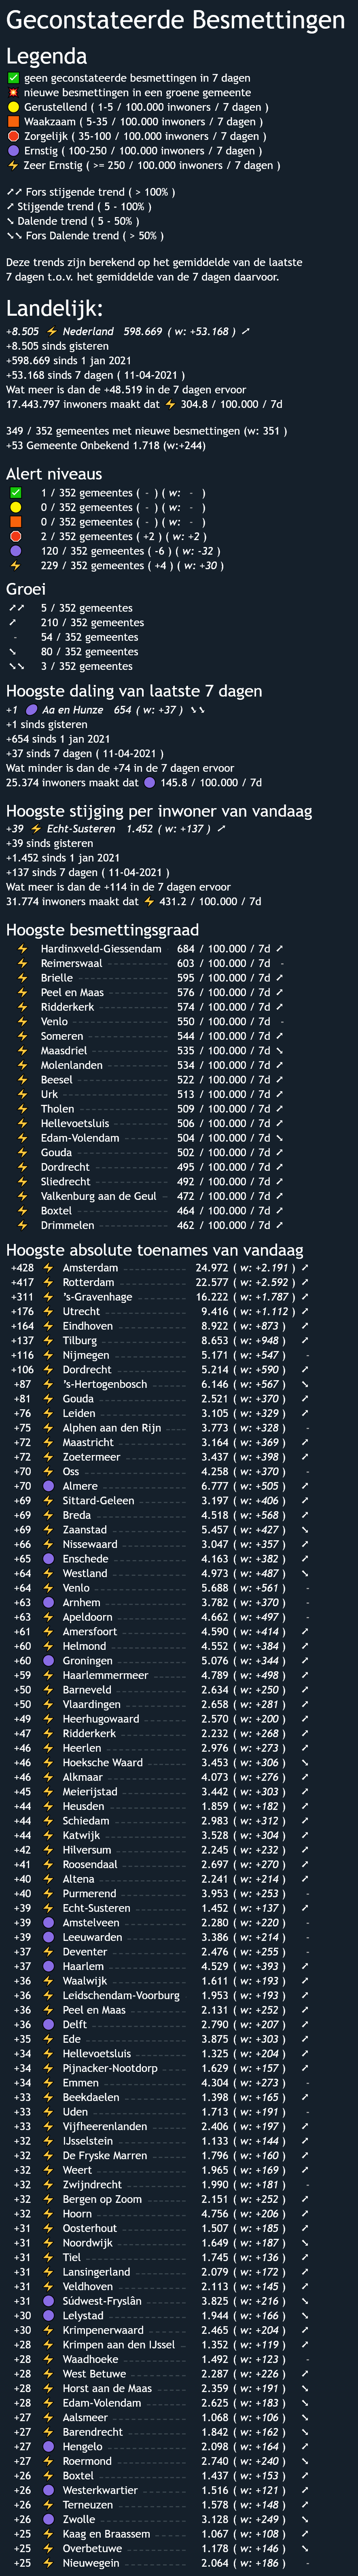 Geconstateerde Besmettingen
Legenda
geen geconstateerde besmettingen in 7 dagen
nieuwe besmettingen in een groene gemeente
Gerustellend ( 1-5 / 100.000 inwoners / 7 dagen )
Waakzaam ( 5-35 / 100.000 inwoners / 7 dagen )
Zorgelijk ( 35-100 / 100.000 inwoners / 7 dagen )
Ernstig ( 100-250 / 100.000 inwoners / 7 dagen )
Zeer Ernstig ( >= 250 / 100.000 inwoners / 7 dagen )
➚➚ Fors stijgende trend ( > 100% )
➚ Stijgende trend ( 5 - 100% )
➘ Dalende trend ( 5 - 50% )
➘➘ Fors Dalende trend ( > 50% )
Deze trends zijn berekend op het gemiddelde van de laatste
7 dagen t.o.v. het gemiddelde van de 7 dagen daarvoor.
Landelijk:
+8.505 ⚡ Nederland 598.669 ( w: +53.168 ) ➚
+8.505 sinds gisteren
+598.669 sinds 1 jan 2021
+53.168 sinds 7 dagen ( 11-04-2021 )
Wat meer is dan de +48.519 in de 7 dagen ervoor
17.443.797 inwoners maakt dat ⚡ 304.8 / 100.000 / 7d
349 / 352 gemeentes met nieuwe besmettingen (w: 351 )
+53 Gemeente Onbekend 1.718 (w:+244)
Alert niveaus
1 / 352 gemeentes ( - ) ( w: - )
0 / 352 gemeentes ( - ) ( w: - )
0 / 352 gemeentes ( - ) ( w: - )
2 / 352 gemeentes ( +2 ) ( w: +2 )
120 / 352 gemeentes ( -6 ) ( w: -32 )
229 / 352 gemeentes ( +4 ) ( w: +30 )
Groei
➚➚ 5 / 352 gemeentes
➚ 210 / 352 gemeentes
- 54 / 352 gemeentes
➘ 80 / 352 gemeentes
➘➘ 3 / 352 gemeentes
Hoogste daling van laatste 7 dagen
+1 Aa en Hunze 654 ( w: +37 ) ➘➘
+1 sinds gisteren
+654 sinds 1 jan 2021
+37 sinds 7 dagen ( 11-04-2021 )
Wat minder is dan de +74 in de 7 dagen ervoor
25.374 inwoners maakt dat 145.8 / 100.000 / 7d
Hoogste stijging per inwoner van vandaag
+39 ⚡ Echt-Susteren 1.452 ( w: +137 ) ➚
+39 sinds gisteren
+1.452 sinds 1 jan 2021
+137 sinds 7 dagen ( 11-04-2021 )
Wat meer is dan de +114 in de 7 dagen ervoor
31.774 inwoners maakt dat ⚡ 431.2 / 100.000 / 7d
Hoogste besmettingsgraad
Hardinxveld-Giessendam 684 / 100.000 / 7d ➚
Reimerswaal 603 / 100.000 / 7d -
Brielle 595 / 100.000 / 7d ➚
Peel en Maas 576 / 100.000 / 7d ➚
Ridderkerk 574 / 100.000 / 7d ➚
Venlo 550 / 100.000 / 7d -
Someren 544 / 100.000 / 7d ➚
Maasdriel 535 / 100.000 / 7d ➘
Molenlanden 534 / 100.000 / 7d ➚
Beesel 522 / 100.000 / 7d ➚
Urk 513 / 100.000 / 7d ➚
Tholen 509 / 100.000 / 7d ➚
Hellevoetsluis 506 / 100.000 / 7d ➚
Edam-Volendam 504 / 100.000 / 7d ➘
Gouda 502 / 100.000 / 7d ➚
Dordrecht 495 / 100.000 / 7d ➚
Sliedrecht 492 / 100.000 / 7d ➚
Valkenburg aan de Geul 472 / 100.000 / 7d ➚
Boxtel 464 / 100.000 / 7d ➚
Drimmelen 462 / 100.000 / 7d ➚
Hoogste absolute toenames van vandaag
+428 Amsterdam 24.972 ( w: +2.191 ) ➚
+417 Rotterdam 22.577 ( w: +2.592 ) ➚
+311 's-Gravenhage 16.222 ( w: +1.787 ) ➚
+176 Utrecht 9.416 ( w: +1.112 ) ➚
+164 Eindhoven 8.922 ( w: +873 ) ➚
+137 Tilburg 8.653 ( w: +948 ) ➚
+116 Nijmegen 5.171 ( w: +547 ) -
+106 Dordrecht 5.214 ( w: +590 ) ➚
+87 's-Hertogenbosch 6.146 ( w: +567 ) ➘
+81 Gouda 2.521 ( w: +370 ) ➚
+76 Leiden 3.105 ( w: +329 ) ➚
+75 Alphen aan den Rijn 3.773 ( w: +328 ) -
+72 Maastricht 3.164 ( w: +369 ) ➚
+72 Zoetermeer 3.437 ( w: +398 ) ➚
+70 Oss 4.258 ( w: +370 ) -
+70 Almere 6.777 ( w: +505 ) ➚
+69 Sittard-Geleen 3.197 ( w: +406 ) ➚
+69 Breda 4.518 ( w: +568 ) ➚
+69 Zaanstad 5.457 ( w: +427 ) ➘
+66 Nissewaard 3.047 ( w: +357 ) ➚
+65 Enschede 4.163 ( w: +382 ) ➚
+64 Westland 4.973 ( w: +487 ) ➘
+64 Venlo 5.688 ( w: +561 ) -
+63 Arnhem 3.782 ( w: +370 ) -
+63 Apeldoorn 4.662 ( w: +497 ) -
+61 Amersfoort 4.590 ( w: +414 ) ➚
+60 Helmond 4.552 ( w: +384 ) ➚
+60 Groningen 5.076 ( w: +344 ) ➚
+59 Haarlemmermeer 4.789 ( w: +498 ) ➚
+50 Barneveld 2.634 ( w: +250 ) ➚
+50 Vlaardingen 2.658 ( w: +281 ) ➚
+49 Heerhugowaard 2.570 ( w: +200 ) ➚
+47 Ridderkerk 2.232 ( w: +268 ) ➚
+46 Heerlen 2.976 ( w: +273 ) ➚
+46 Hoeksche Waard 3.453 ( w: +306 ) ➘
+46 Alkmaar 4.073 ( w: +276 ) ➚
+45 Meierijstad 3.442 ( w: +303 ) ➚
+44 Heusden 1.859 ( w: +182 ) ➚
+44 Schiedam 2.983 ( w: +312 ) ➚
+44 Katwijk 3.528 ( w: +304 ) ➚
+42 Hilversum 2.245 ( w: +232 ) ➚
+41 Roosendaal 2.697 ( w: +270 ) ➚
+40 Altena 2.241 ( w: +214 ) ➚
+40 Purmerend 3.953 ( w: +253 ) -
+39 Echt-Susteren 1.452 ( w: +137 ) ➚
+39 Amstelveen 2.280 ( w: +220 ) -
+39 Leeuwarden 3.386 ( w: +214 ) -
+37 Deventer 2.476 ( w: +255 ) -
+37 Haarlem 4.529 ( w: +393 ) ➚
+36 Waalwijk 1.611 ( w: +193 ) ➚
+36 Leidschendam-Voorburg 1.953 ( w: +193 ) ➚
+36 Peel en Maas 2.131 ( w: +252 ) ➚
+36 Delft 2.790 ( w: +207 ) ➚
+35 Ede 3.875 ( w: +303 ) ➚
+34 Hellevoetsluis 1.325 ( w: +204 ) ➚
+34 Pijnacker-Nootdorp 1.629 ( w: +157 ) ➚
+34 Emmen 4.304 ( w: +273 ) -
+33 Beekdaelen 1.398 ( w: +165 ) ➚
+33 Uden 1.713 ( w: +191 ) -
+33 Vijfheerenlanden 2.406 ( w: +197 ) ➚
+32 IJsselstein 1.133 ( w: +144 ) ➚
+32 De Fryske Marren 1.796 ( w: +160 ) ➚
+32 Weert 1.965 ( w: +169 ) ➚
+32 Zwijndrecht 1.990 ( w: +181 ) -
+32 Bergen op Zoom 2.151 ( w: +252 ) ➚
+32 Hoorn 4.756 ( w: +206 ) ➚
+31 Oosterhout 1.507 ( w: +185 ) ➚
+31 Noordwijk 1.649 ( w: +187 ) ➘
+31 Tiel 1.745 ( w: +136 ) ➚
+31 Lansingerland 2.079 ( w: +172 ) ➚
+31 Veldhoven 2.113 ( w: +145 ) ➚
+31 Súdwest-Fryslân 3.825 ( w: +216 ) ➘
+30 Lelystad 1.944 ( w: +166 ) ➘
+30 Krimpenerwaard 2.465 ( w: +204 ) ➚
+28 Krimpen aan den IJssel 1.352 ( w: +119 ) ➚
+28 Waadhoeke 1.492 ( w: +123 ) -
+28 West Betuwe 2.287 ( w: +226 ) ➚
+28 Horst aan de Maas 2.359 ( w: +191 ) ➘
+28 Edam-Volendam 2.625 ( w: +183 ) ➘
+27 Aalsmeer 1.068 ( w: +106 ) ➘
+27 Barendrecht 1.842 ( w: +162 ) ➘
+27 Hengelo 2.098 ( w: +164 ) ➚
+27 Roermond 2.740 ( w: +240 ) ➘
+26 Boxtel 1.437 ( w: +153 ) ➚
+26 Westerkwartier 1.516 ( w: +121 ) ➚
+26 Terneuzen 1.578 ( w: +148 ) ➚
+26 Zwolle 3.128 ( w: +249 ) ➘
+25 Kaag en Braassem 1.067 ( w: +108 ) ➚
+25 Overbetuwe 1.178 ( w: +146 ) ➘
+25 Nieuwegein 2.064 ( w: +186 ) -